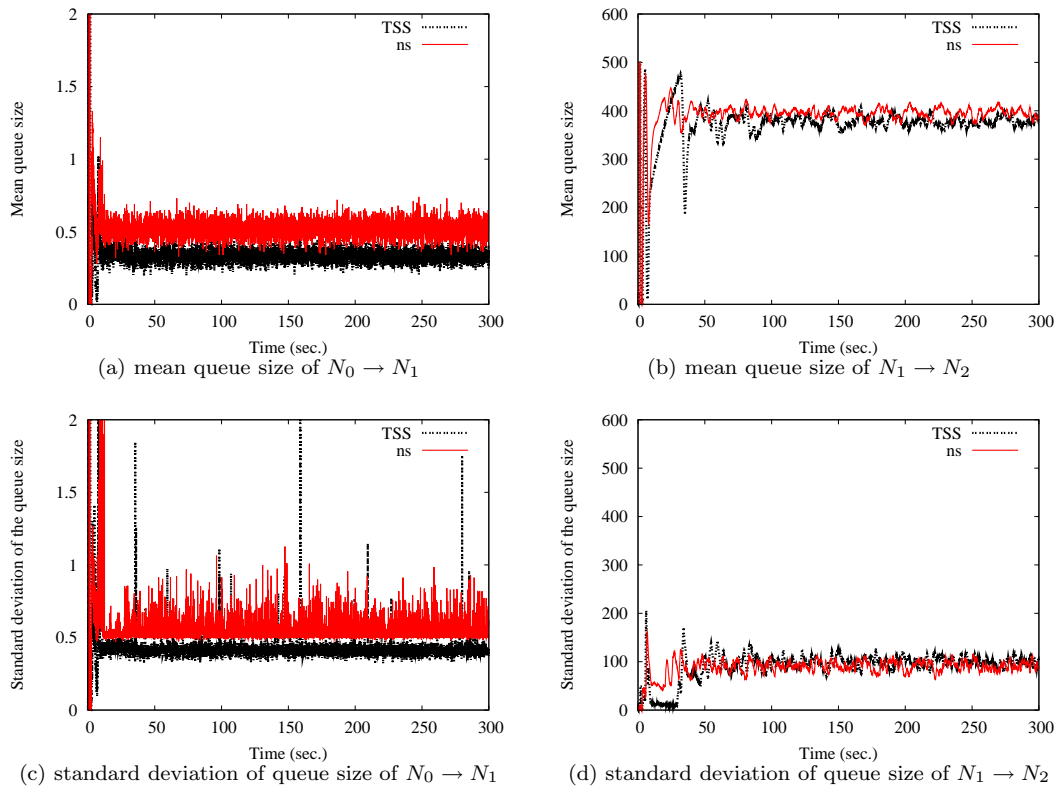 2
1.5
1
0.5
0
Mean queue size
TSS
ns
0 50 100 150 200 250 300
Time (sec.)
(a) mean queue size of N₀ → N₁
600
500
400
300
200
100
0
Mean queue size
TSS
ns
0 50 100 150 200 250 300
Time (sec.)
(b) mean queue size of N₁ → N₂
2
1.5
1
0.5
0
Standard deviation of the queue size
TSS
ns
0 50 100 150 200 250 300
Time (sec.)
(c) standard deviation of queue size of N₀ → N₁
600
500
400
300
200
100
0
Standard deviation of the queue size
TSS
ns
0 50 100 150 200 250 300
Time (sec.)
(d) standard deviation of queue size of N₁ → N₂